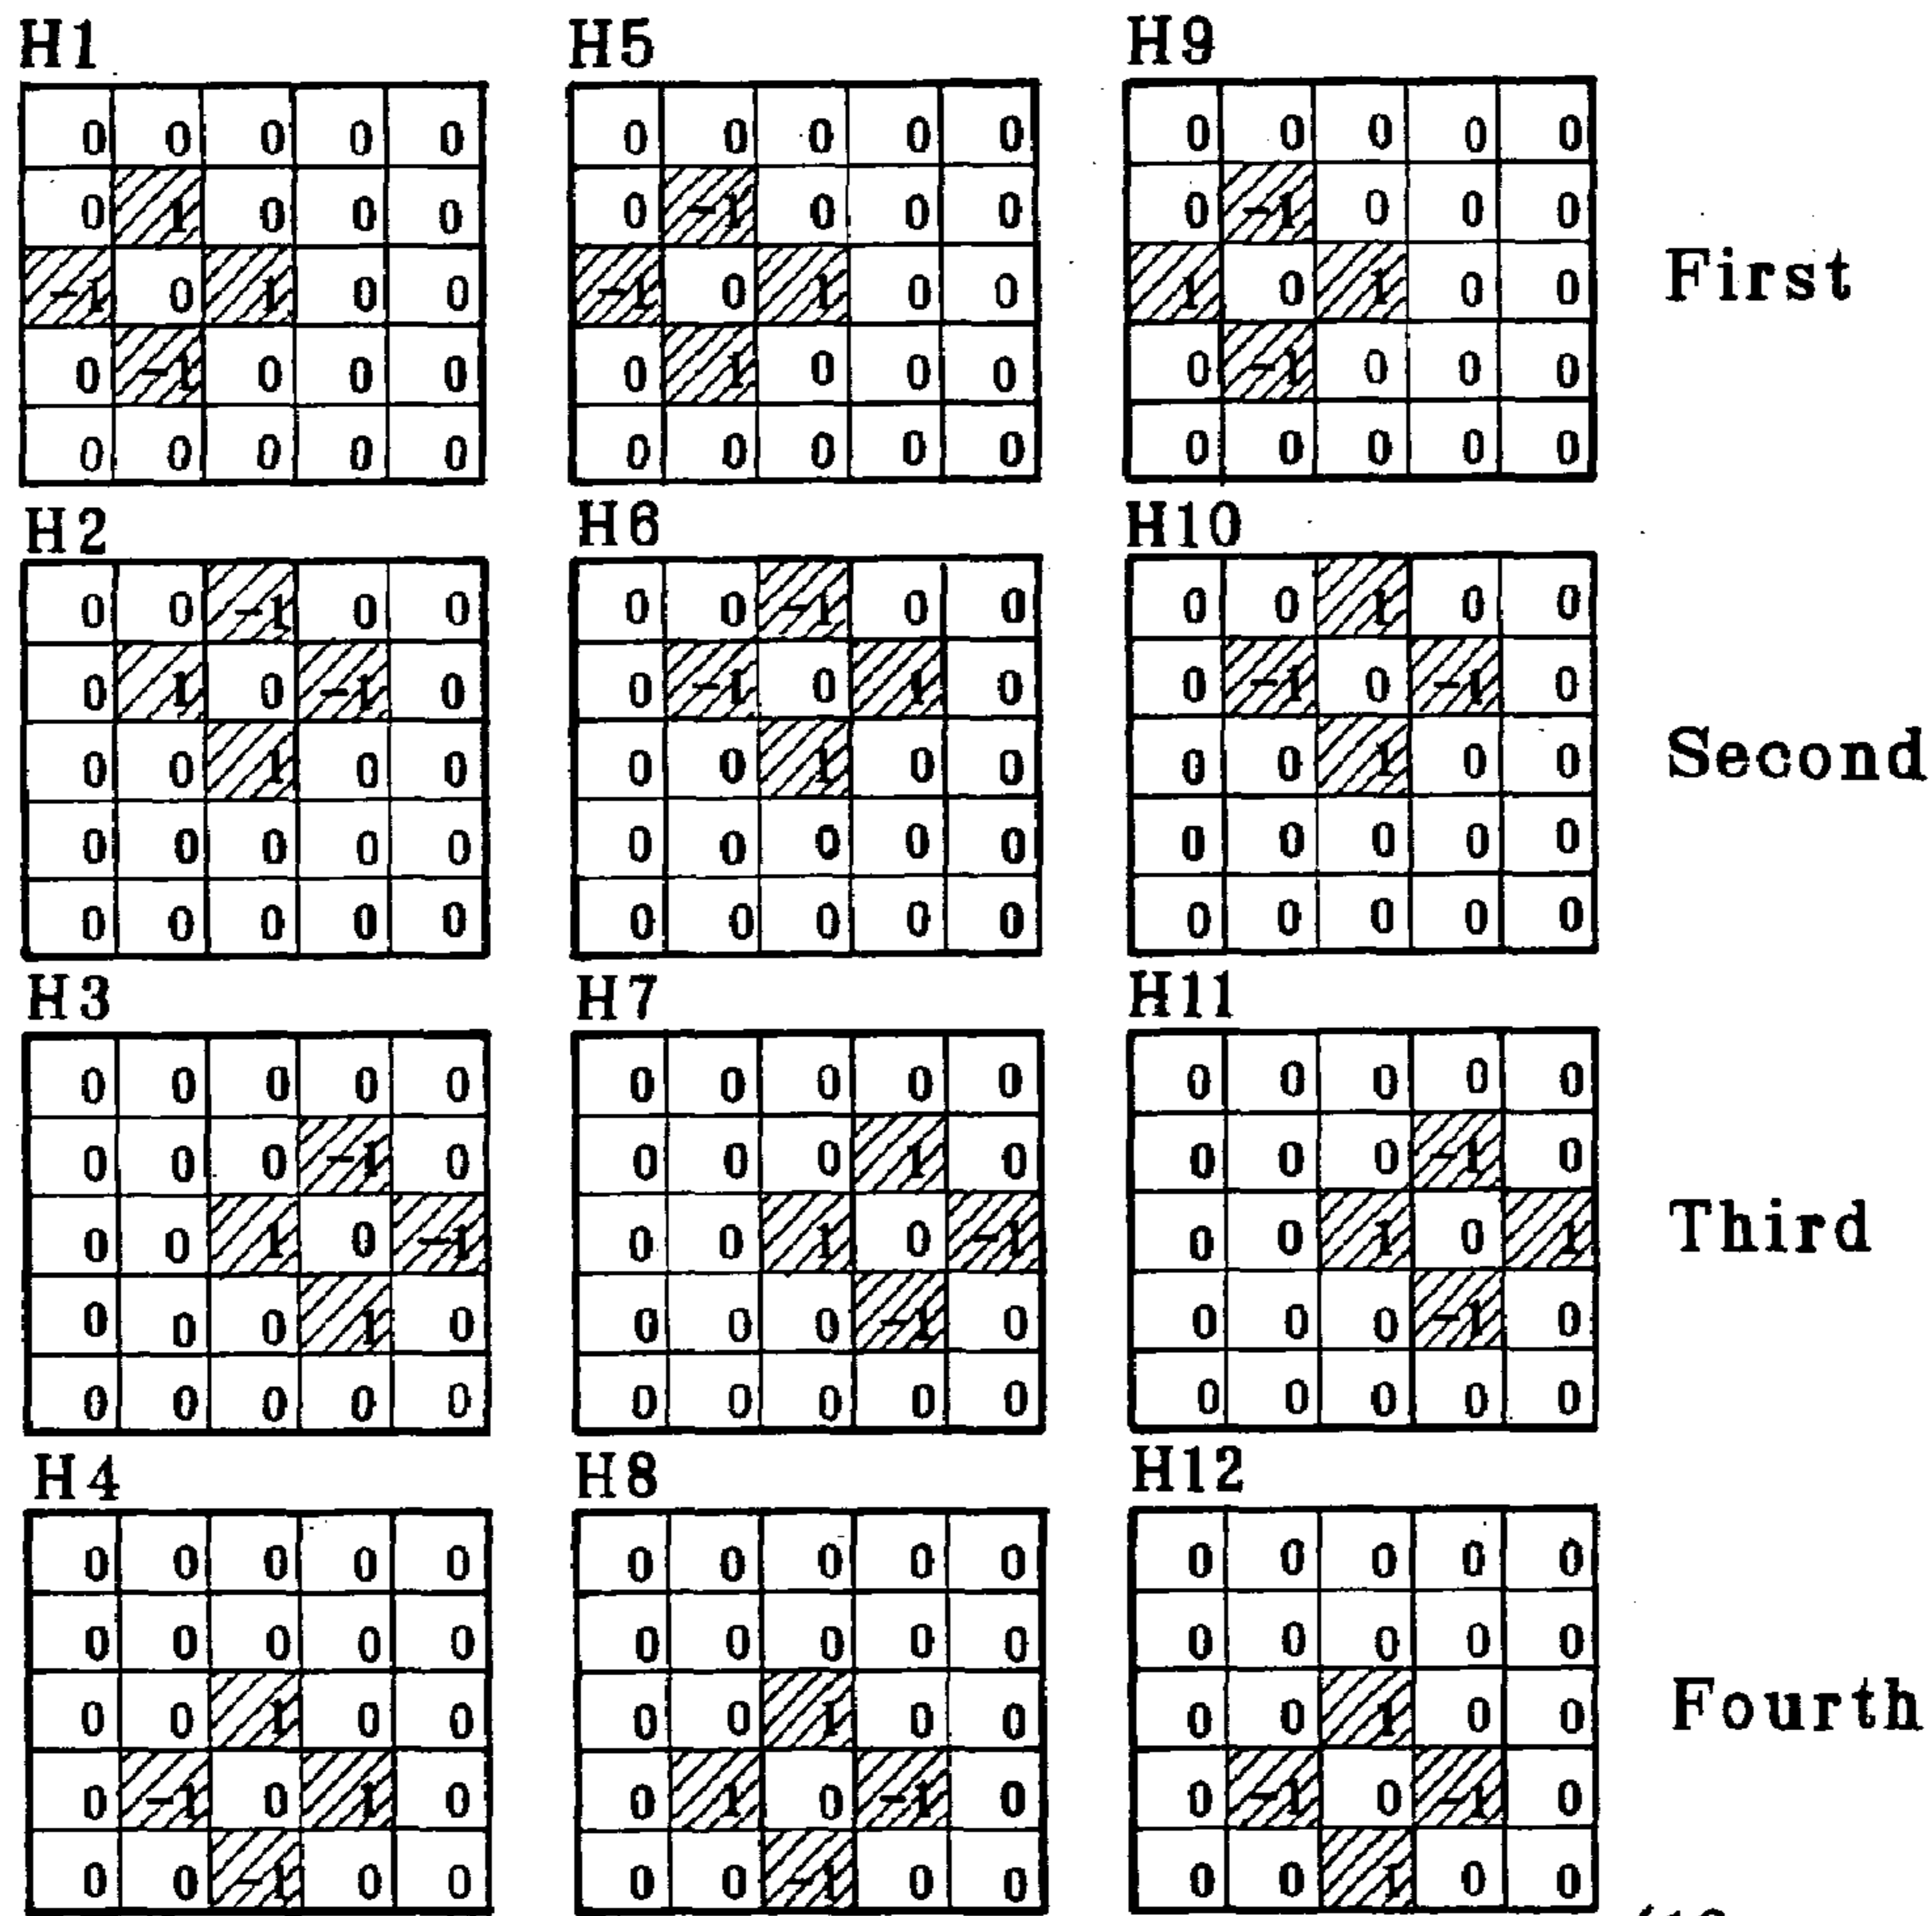 H1 H5 H9
0 0 0 0 0 0 0 0 0 0 0 0 0 0 0
0 1 0 0 0 0 -1 0 0 0 0 -1 0 0 0
-1 0 1 0 0 -1 0 1 0 0 1 0 1 0 0 First
0 -1 0 0 0 0 1 0 0 0 0 -1 0 0 0
0 0 0 0 0 0 0 0 0 0 0 0 0 0 0
H2 H6 H10
0 0 -1 0 0 0 0 -1 0 0 0 0 1 0 0
0 1 0 -1 0 0 -1 0 1 0 0 -1 0 -1 0
0 0 1 0 0 0 0 1 0 0 0 0 1 0 0 Second
0 0 0 0 0 0 0 0 0 0 0 0 0 0 0
0 0 0 0 0 0 0 0 0 0 0 0 0 0 0
H3 H7 H11
0 0 0 0 0 0 0 0 0 0 0 0 0 0 0
0 0 0 -1 0 0 0 0 1 0 0 0 0 -1 0
0 0 1 0 -1 0 0 1 0 -1 0 0 1 0 1 Third
0 0 0 1 0 0 0 0 -1 0 0 0 0 -1 0
0 0 0 0 0 0 0 0 0 0 0 0 0 0 0
H4 H8 H12
0 0 0 0 0 0 0 0 0 0 0 0 0 0 0
0 0 0 0 0 0 0 0 0 0 0 0 0 0 0
0 0 1 0 0 0 0 1 0 0 0 0 1 0 0 Fourth
0 -1 0 1 0 0 1 0 -1 0 0 -1 0 -1 0
0 0 -1 0 0 0 0 -1 0 0 0 0 1 0 0